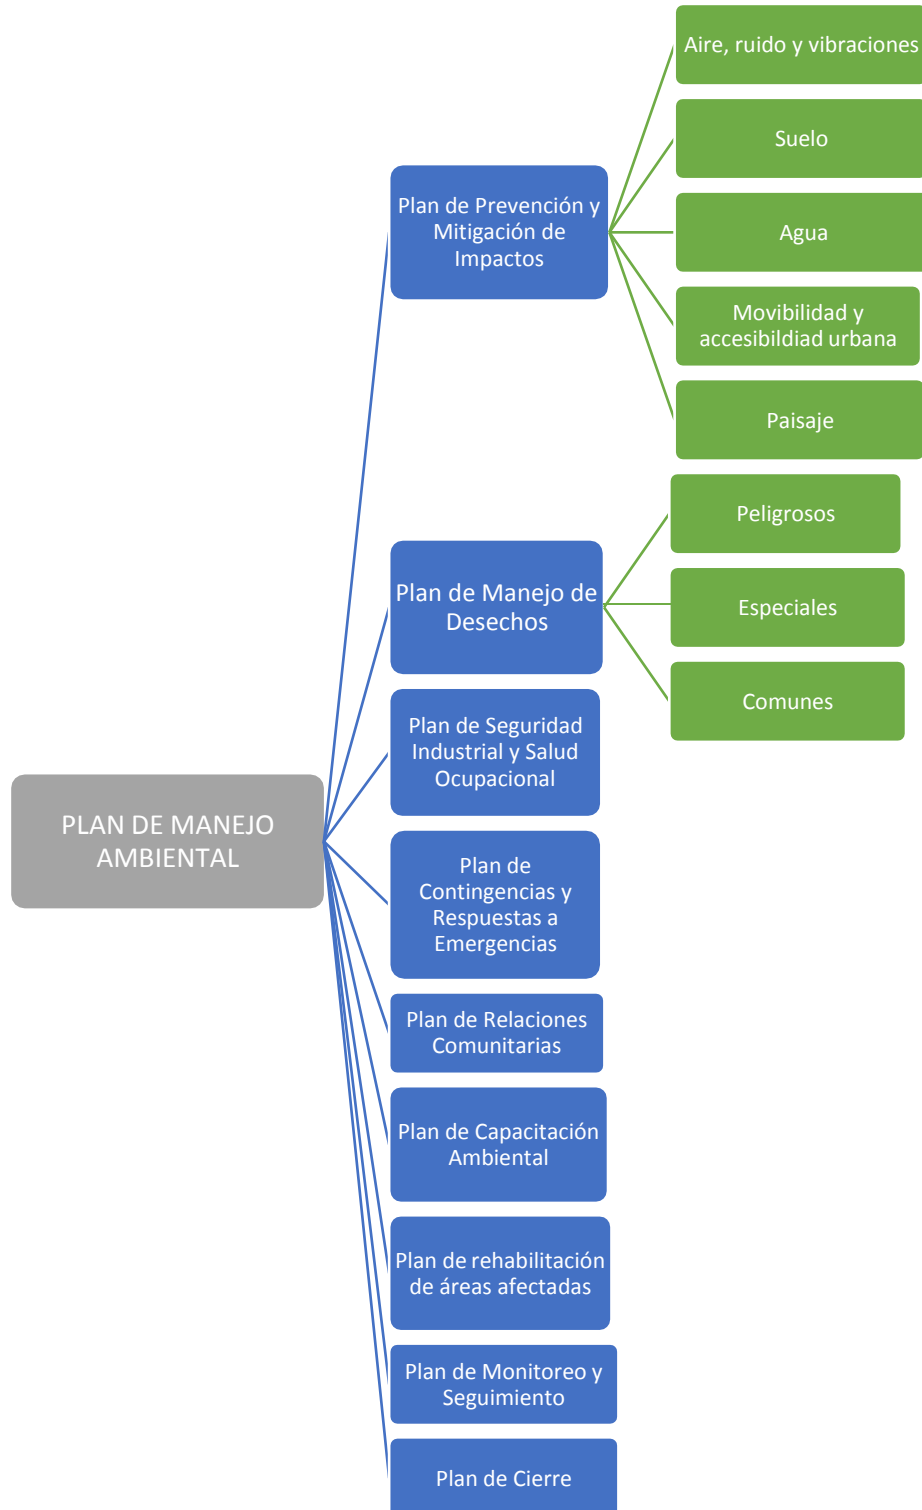 Aire, ruido y vibraciones
Suelo
Plan de Prevención y
Mitigación de
Impactos
Agua
Movibilidad y
accesibildiad urbana
Paisaje
Peligrosos
Plan de Manejo de
Desechos
Especiales
Comunes
Plan de Seguridad
Industrial y Salud
Ocupacional
PLAN DE MANEJO
AMBIENTAL
Plan de
Contingencias y
Respuestas a
Emergencias
Plan de Relaciones
Comunitarias
Plan de Capacitación
Ambiental
Plan de rehabilitación
de áreas afectadas
Plan de Monitoreo y
Seguimiento
Plan de Cierre